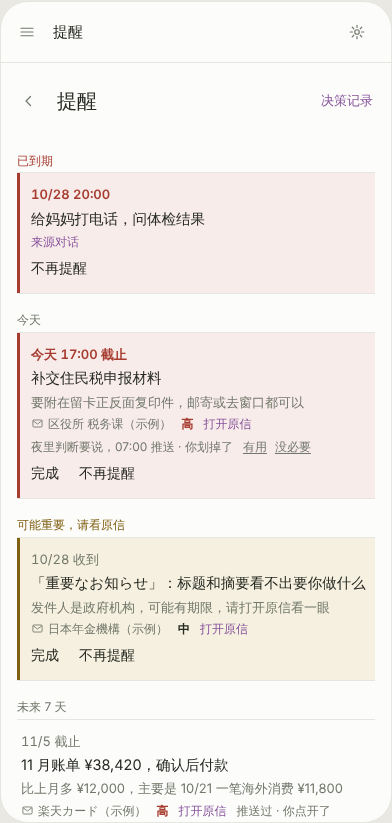 提醒
提醒 决策记录
已到期
10/28 20:00
给妈妈打电话，问体检结果
来源对话
不再提醒
今天
今天 17:00 截止
补交住民税申报材料
要附在留卡正反面复印件，邮寄或去窗口都可以
区役所 税务课（示例） 高 打开原信
夜里判断要说，07:00 推送 · 你划掉了 有用 没必要
完成 不再提醒
可能重要，请看原信
10/28 收到
「重要なお知らせ」：标题和摘要看不出要你做什么
发件人是政府机构，可能有期限，请打开原信看一眼
日本年金機構（示例） 中 打开原信
完成 不再提醒
未来 7 天
11/5 截止
11 月账单 ¥38,420，确认后付款
比上月多 ¥12,000，主要是 10/21 一笔海外消费 ¥11,800
楽天カード（示例） 高 打开原信 推送过 · 你点开了